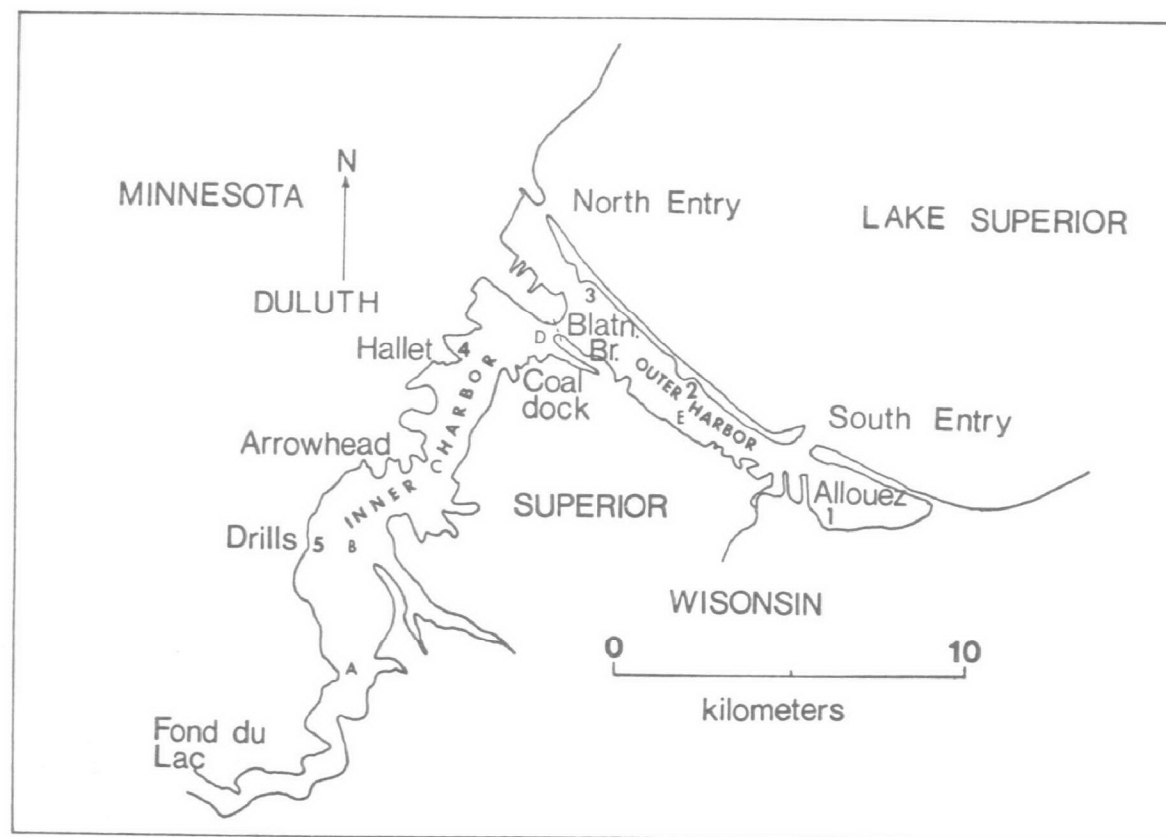 N
MINNESOTA
North Entry
LAKE SUPERIOR
DULUTH
3
Hallet
4
D
Blatn.
Br.
OUTER HARBOR
Coal
dock
2
E
South Entry
Arrowhead
C
INNER HARBOR
SUPERIOR
Allouez
1
Drills 5
B
WISONSIN
0 10
kilometers
A
Fond du
Lac